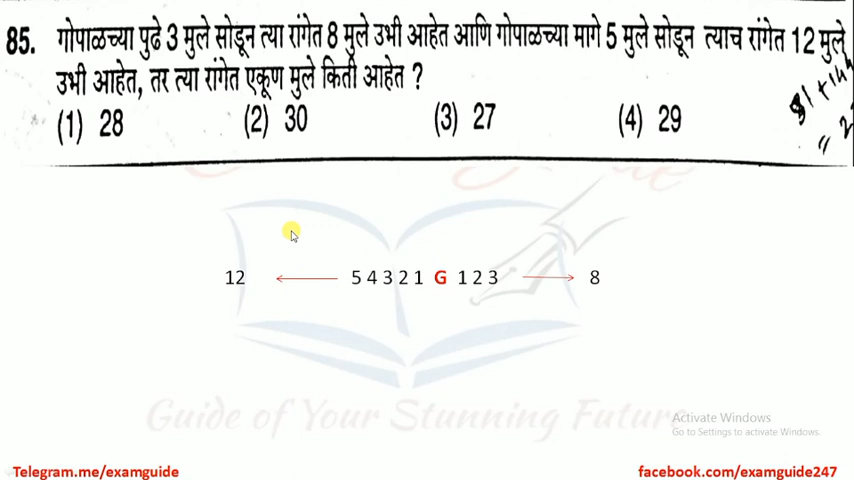 85. गोपाळच्या पुढे 3 मुले सोडून त्या रांगेत 8 मुले उभी आहेत आणि गोपाळच्या मागे 5 मुले सोडून त्याच रांगेत 12 मुले
उभी आहेत, तर त्या रांगेत एकूण मुले किती आहेत ?
(1) 28 (2) 30 (3) 27 (4) 29
12 5 4 3 2 1 G 1 2 3 8
Guide of Your Stunning Future
Activate Windows
Go to Settings to activate Windows.
Telegram.me/examguide facebook.com/examguide247